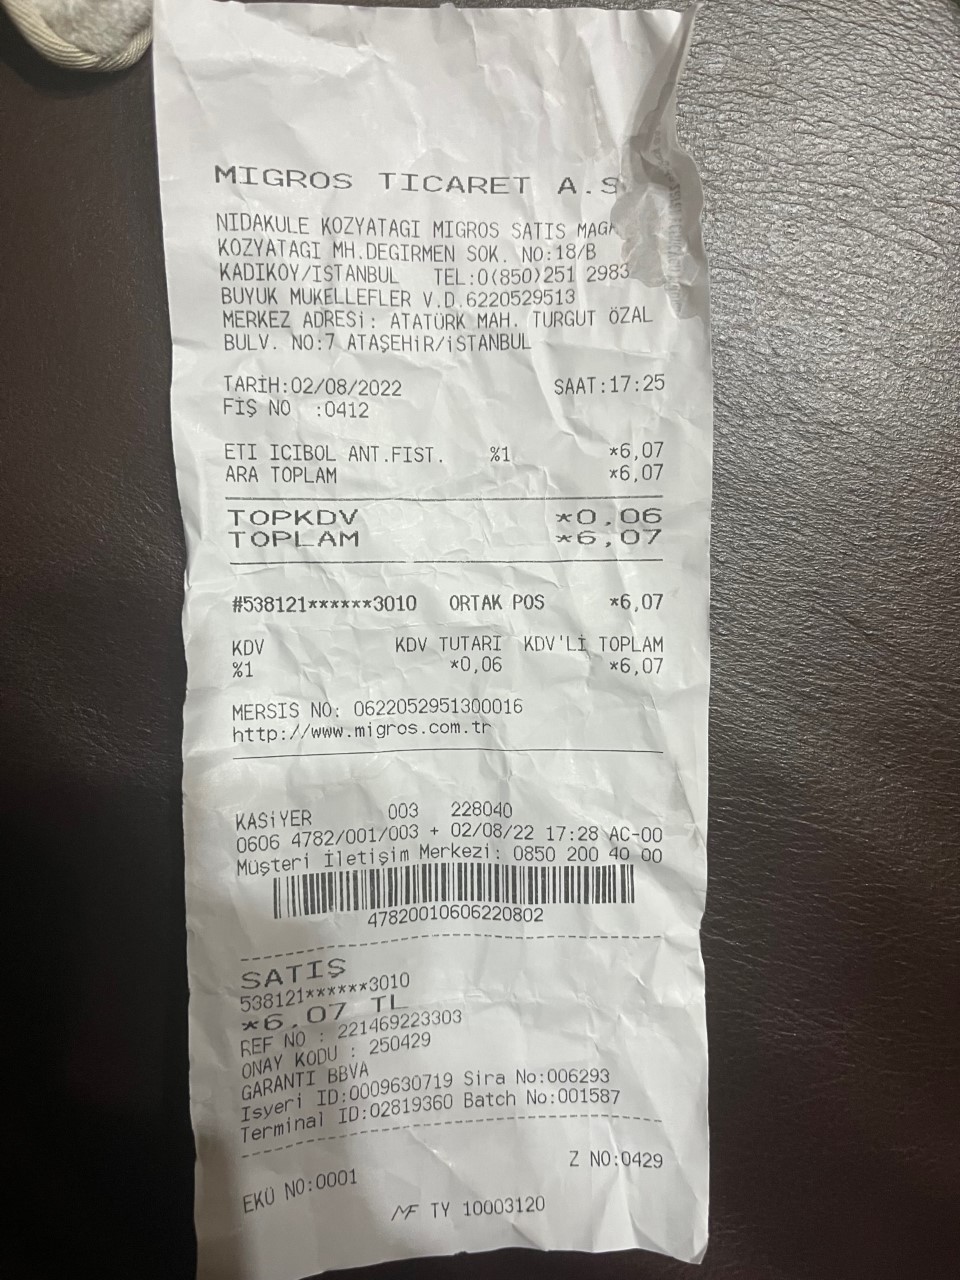 MIGROS TICARET A.S
NIDAKULE KOZYATAGI MIGROS SATIS
KOZYATAGI MH.DEGIRMEN SOK. NO:18/B
KADIKOY/ISTANBUL TEL:0(850)251 2983
BUYUK MUKELLEFLER V.D.6220529513
MERKEZ ADRESİ: ATATÜRK MAH. TURGUT ÖZAL
BULV. NO:7 ATAŞEHİR/İSTANBUL
TARİH:02/08/2022 SAAT:17:25
FİŞ NO :0412
ETI ICIBOL ANT.FIST. %1 *6,07
ARA TOPLAM *6,07
TOPKDV *0,06
TOPLAM *6,07
#538121******3010 ORTAK POS *6,07
KDV KDV TUTARI KDV'Lİ TOPLAM
%1 *0,06 *6,07
MERSIS NO: 0622052951300016
http://www.migros.com.tr
KASİYER 003 228040
0606 4782/001/003 + 02/08/22 17:28 AC-00
Müşteri İletişim Merkezi: 0850 200 40 00
47820010606220802
SATIŞ
538121******3010
*6,07 TL
REF NO : 221469223303
ONAY KODU : 250429
GARANTI BBVA
Isyeri ID:0009630719 Sira No:006293
Terminal ID:02819360 Batch No:001587
Z NO:0429
EKÜ NO:0001
MF TY 10003120